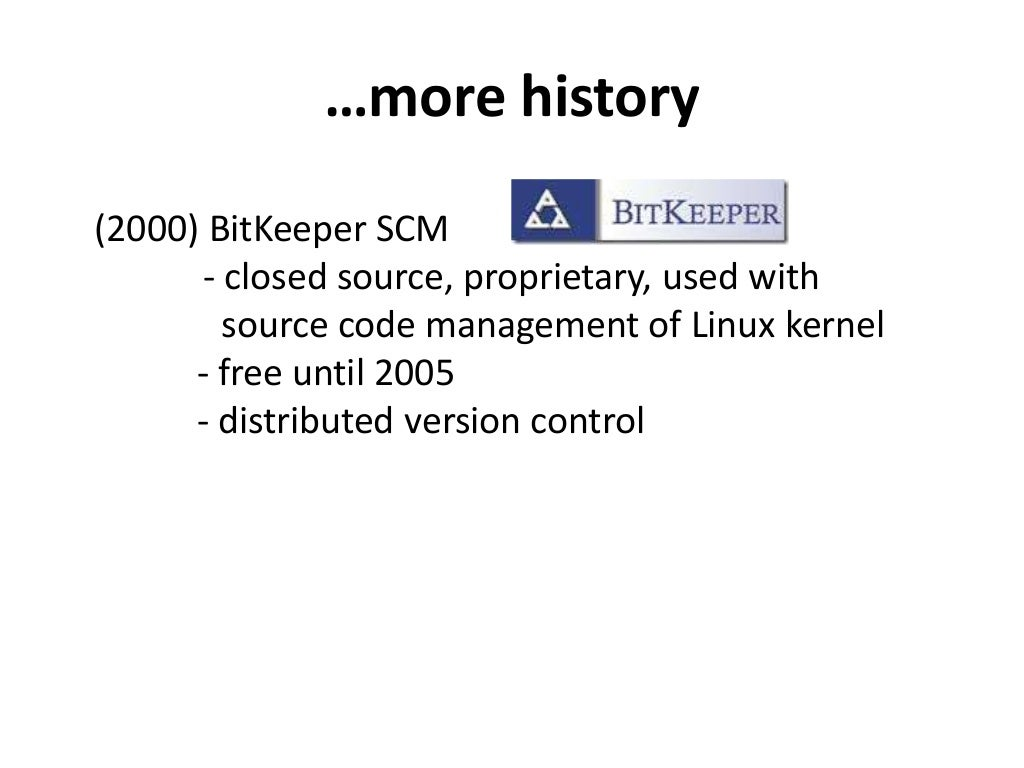 …more history
BITKEEPER
(2000) BitKeeper SCM
- closed source, proprietary, used with
source code management of Linux kernel
- free until 2005
- distributed version control